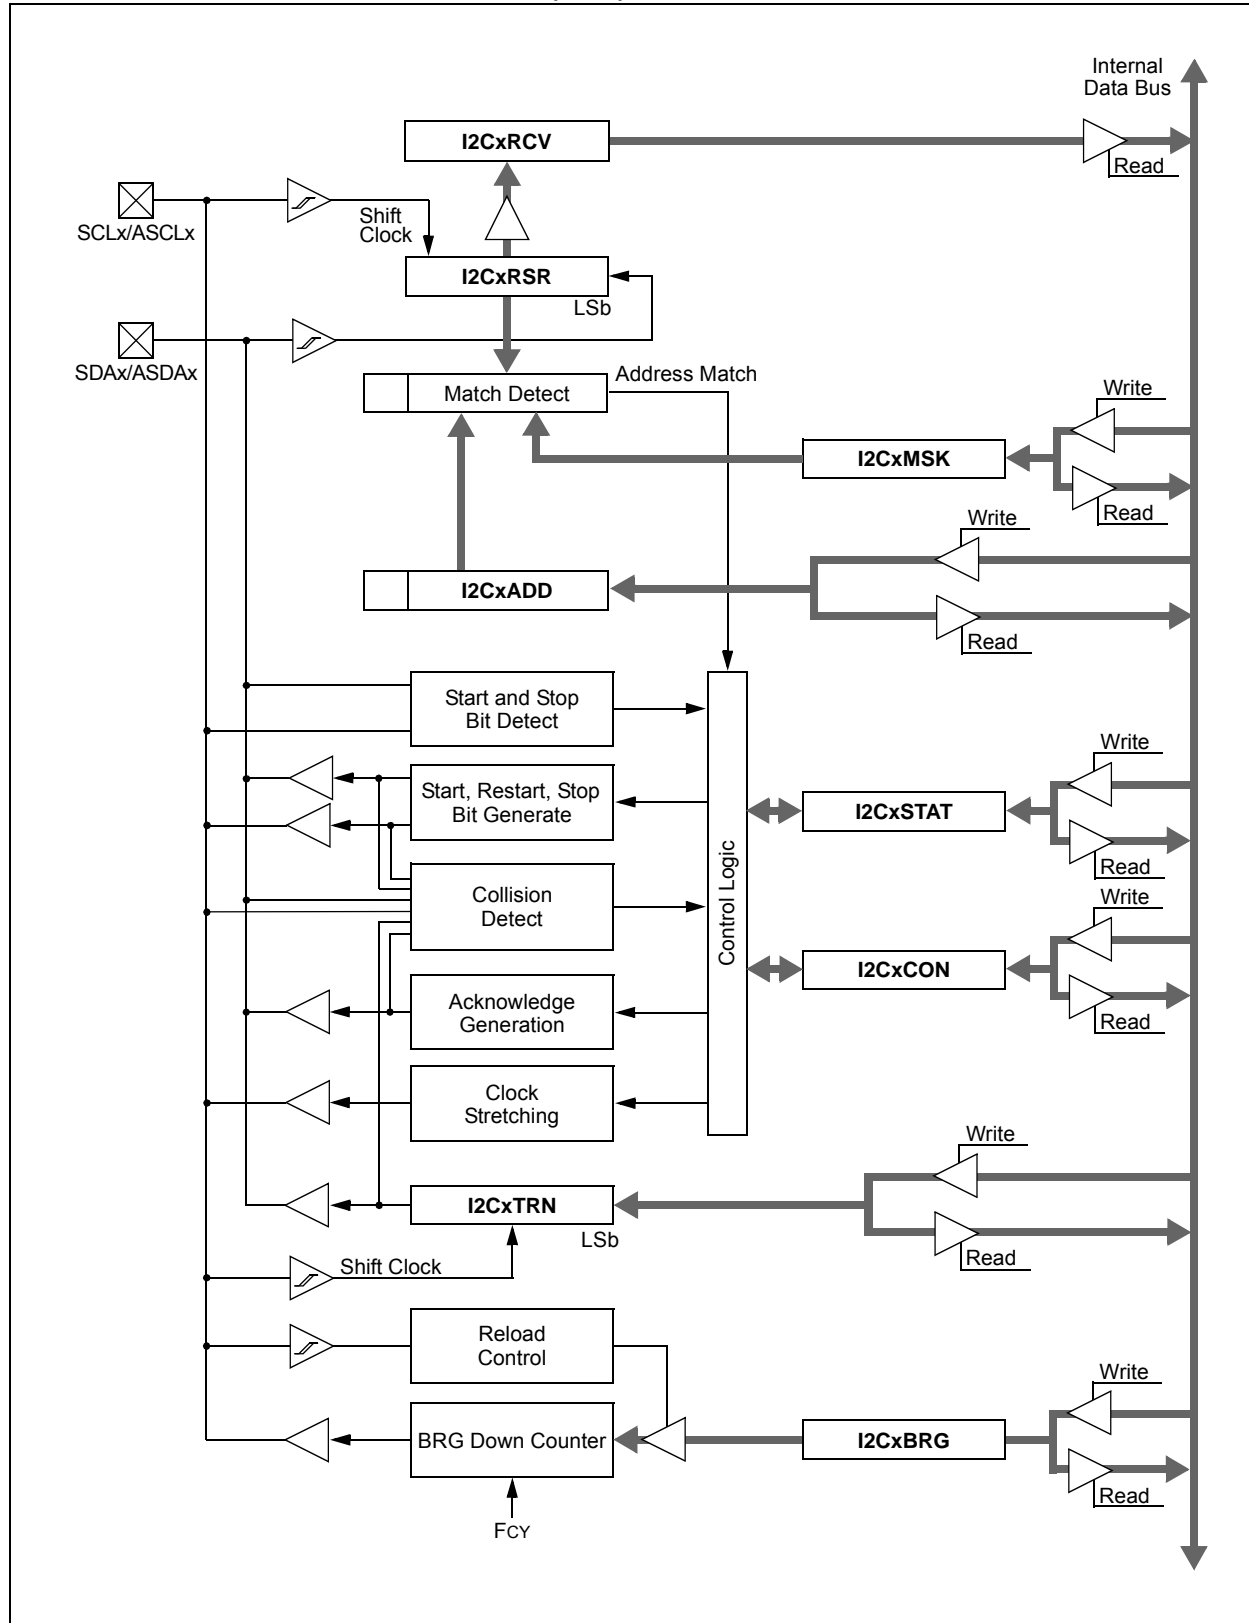 Internal
Data Bus
I2CxRCV
Read
SCLx/ASCLx
Shift
Clock
I2CxRSR
LSb
SDAx/ASDAx
Address Match
Match Detect
Write
I2CxMSK
Read
Write
I2CxADD
Read
Start and Stop
Bit Detect
Write
Start, Restart, Stop
Bit Generate
I2CxSTAT
Read
Control Logic
Collision
Detect
Write
I2CxCON
Read
Acknowledge
Generation
Clock
Stretching
Write
I2CxTRN
LSb
Read
Shift Clock
Reload
Control
Write
BRG Down Counter
I2CxBRG
Read
FCY